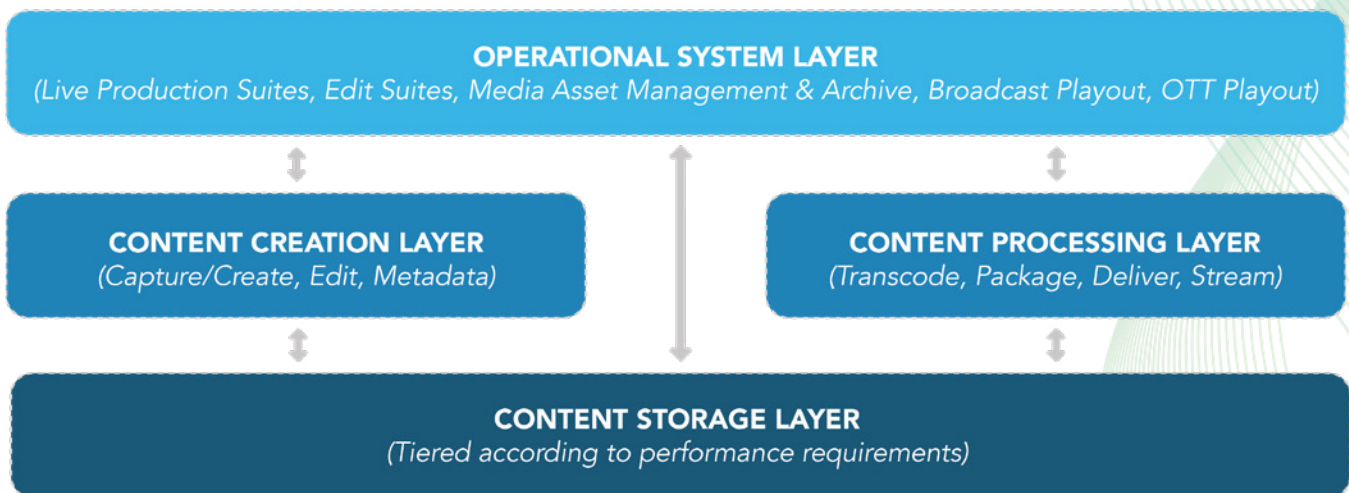 OPERATIONAL SYSTEM LAYER
(Live Production Suites, Edit Suites, Media Asset Management & Archive, Broadcast Playout, OTT Playout)
CONTENT CREATION LAYER
(Capture/Create, Edit, Metadata)
CONTENT PROCESSING LAYER
(Transcode, Package, Deliver, Stream)
CONTENT STORAGE LAYER
(Tiered according to performance requirements)